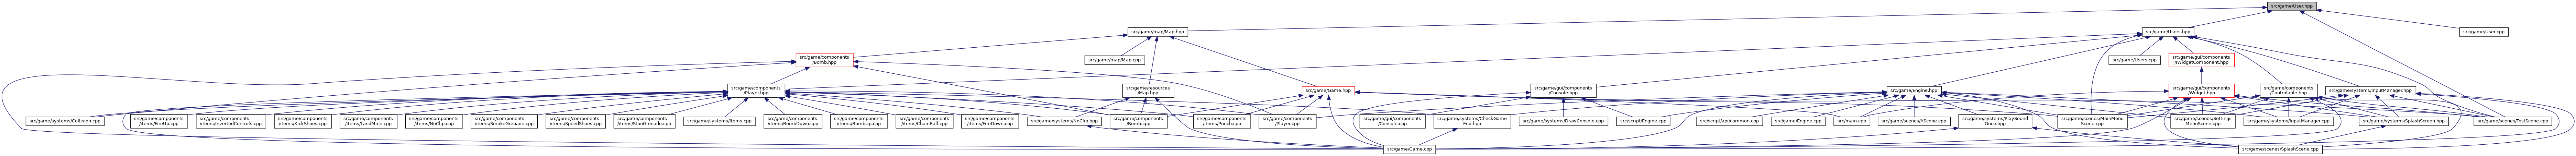 src/game/User.hpp
src/game/map/Map.hpp
src/game/Users.hpp
src/game/User.cpp
src/game/components
/Bomb.hpp
src/game/map/Map.cpp
src/game/Users.cpp
src/game/gui/components
/IWidgetComponent.hpp
src/game/components
/Player.hpp
src/game/resources
/Map.hpp
src/game/Game.hpp
src/game/gui/components
/Console.hpp
src/game/Engine.hpp
src/game/gui/components
/Widget.hpp
src/game/components
/Controlable.hpp
src/game/systems/InputManager.hpp
src/game/systems/Collision.cpp
src/game/components
/items/FireUp.cpp
src/game/components
/items/InvertedControls.cpp
src/game/components
/items/KickShoes.cpp
src/game/components
/items/LandMine.cpp
src/game/components
/items/NoClip.cpp
src/game/components
/items/SmokeGrenade.cpp
src/game/components
/items/SpeedShoes.cpp
src/game/components
/items/StunGrenade.cpp
src/game/systems/Items.cpp
src/game/components
/items/BombDown.cpp
src/game/components
/items/BombUp.cpp
src/game/components
/items/ChainBall.cpp
src/game/components
/items/FireDown.cpp
src/game/systems/NoClip.hpp
src/game/components
/Bomb.cpp
src/game/components
/items/Punch.cpp
src/game/components
/Player.cpp
src/game/gui/components
/Console.cpp
src/game/systems/CheckGame
End.hpp
src/game/systems/DrawConsole.cpp
src/script/Engine.cpp
src/script/api/common.cpp
src/game/Engine.cpp
src/main.cpp
src/game/scenes/AScene.cpp
src/game/systems/PlaySound
Once.hpp
src/game/scenes/MainMenu
Scene.cpp
src/game/scenes/Settings
MenuScene.cpp
src/game/systems/InputManager.cpp
src/game/systems/SplashScreen.hpp
src/game/scenes/TestScene.cpp
src/game/Game.cpp
src/game/scenes/SplashScene.cpp